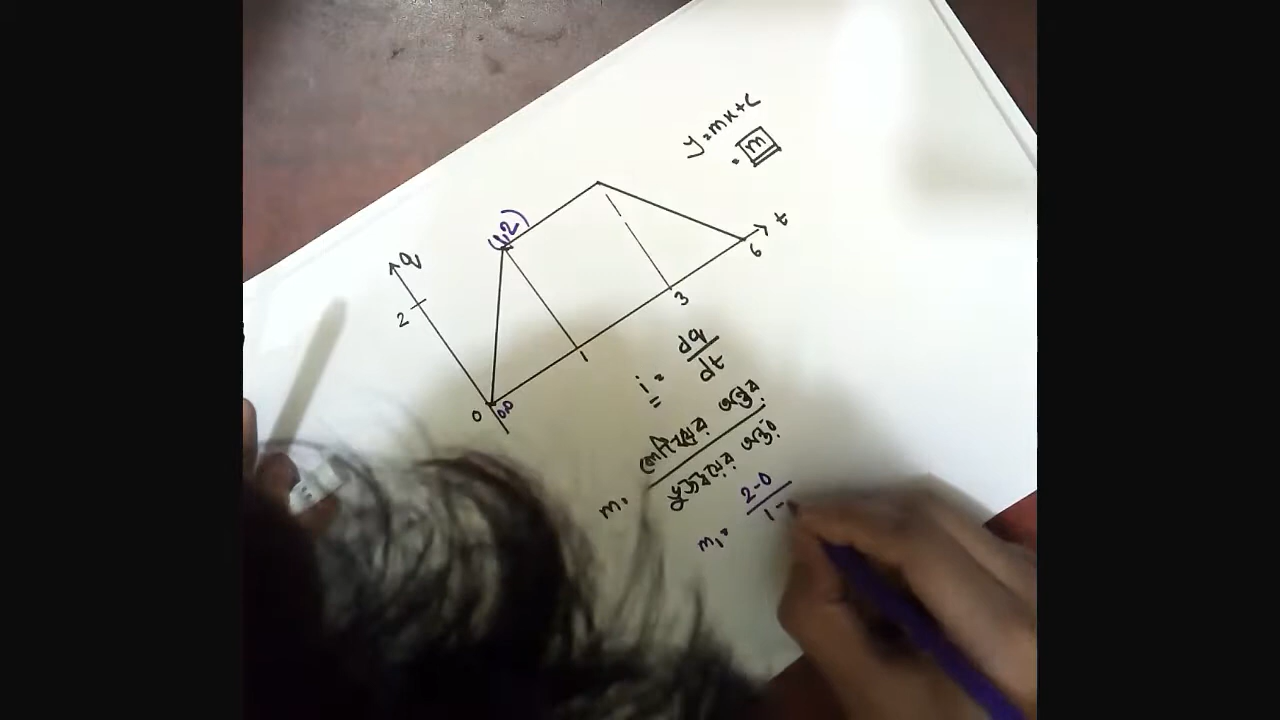 y=mx+c
m
(1,2)
q
t
2
6
3
1
0
0,0
i = dq/dt
m = কোটিদ্বয়ের অন্তর / ভুজদ্বয়ের অন্তর
m₁ = 2-0 / 1-